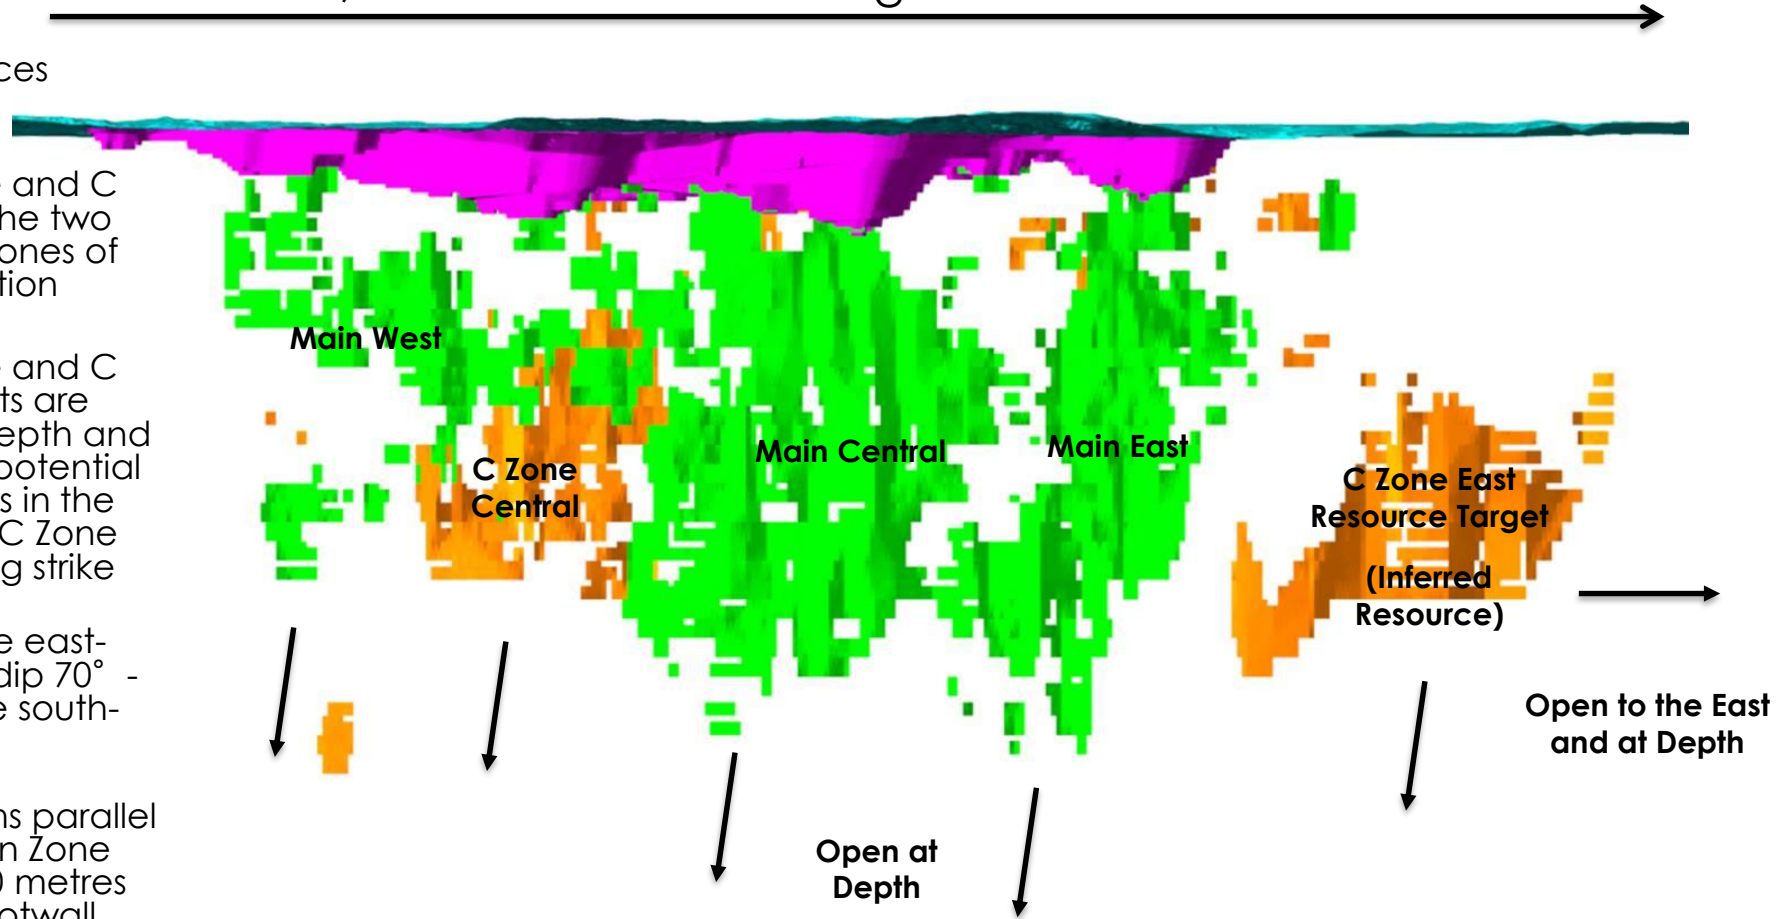 ces
and C
he two
ones of
tion
and C
ts are
epth and
potential
s in the
C Zone
g strike
e east-
dip 70° -
e south-
ns parallel
n Zone
0 metres
otwall
Main West
C Zone
Central
Main Central
Main East
C Zone East
Resource Target
(Inferred
Resource)
Open to the East
and at Depth
Open at
Depth